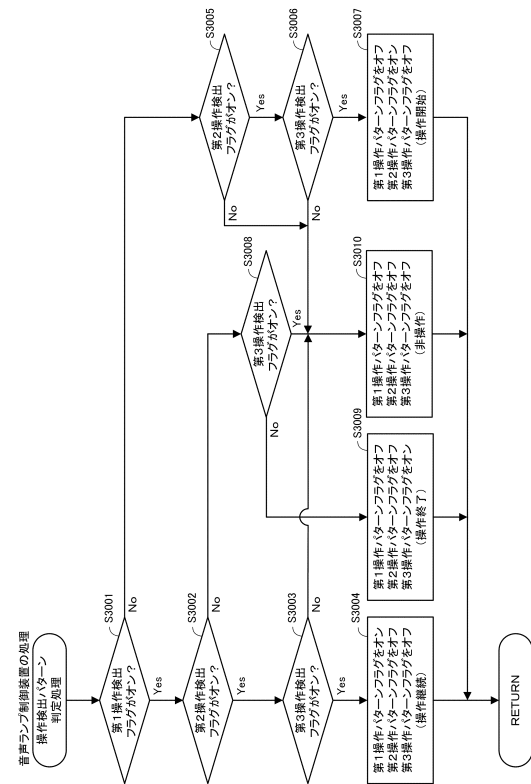 音声ランプ制御装置の処理
操作検出パターン
判定処理
S3001
第1操作検出
フラグがオン？
No
Yes
S3002
第2操作検出
フラグがオン？
No
Yes
S3003
第3操作検出
フラグがオン？
No
Yes
S3004
第1操作パターンフラグをオン
第2操作パターンフラグをオフ
第3操作パターンフラグをオフ
(操作継続)
S3005
第2操作検出
フラグがオン？
No
Yes
S3006
第3操作検出
フラグがオン？
No
Yes
S3007
第1操作パターンフラグをオフ
第2操作パターンフラグをオン
第3操作パターンフラグをオフ
(操作開始)
S3008
第3操作検出
フラグがオン？
No
Yes
S3009
第1操作パターンフラグをオフ
第2操作パターンフラグをオフ
第3操作パターンフラグをオン
(操作終了)
S3010
第1操作パターンフラグをオフ
第2操作パターンフラグをオフ
第3操作パターンフラグをオフ
(非操作)
RETURN